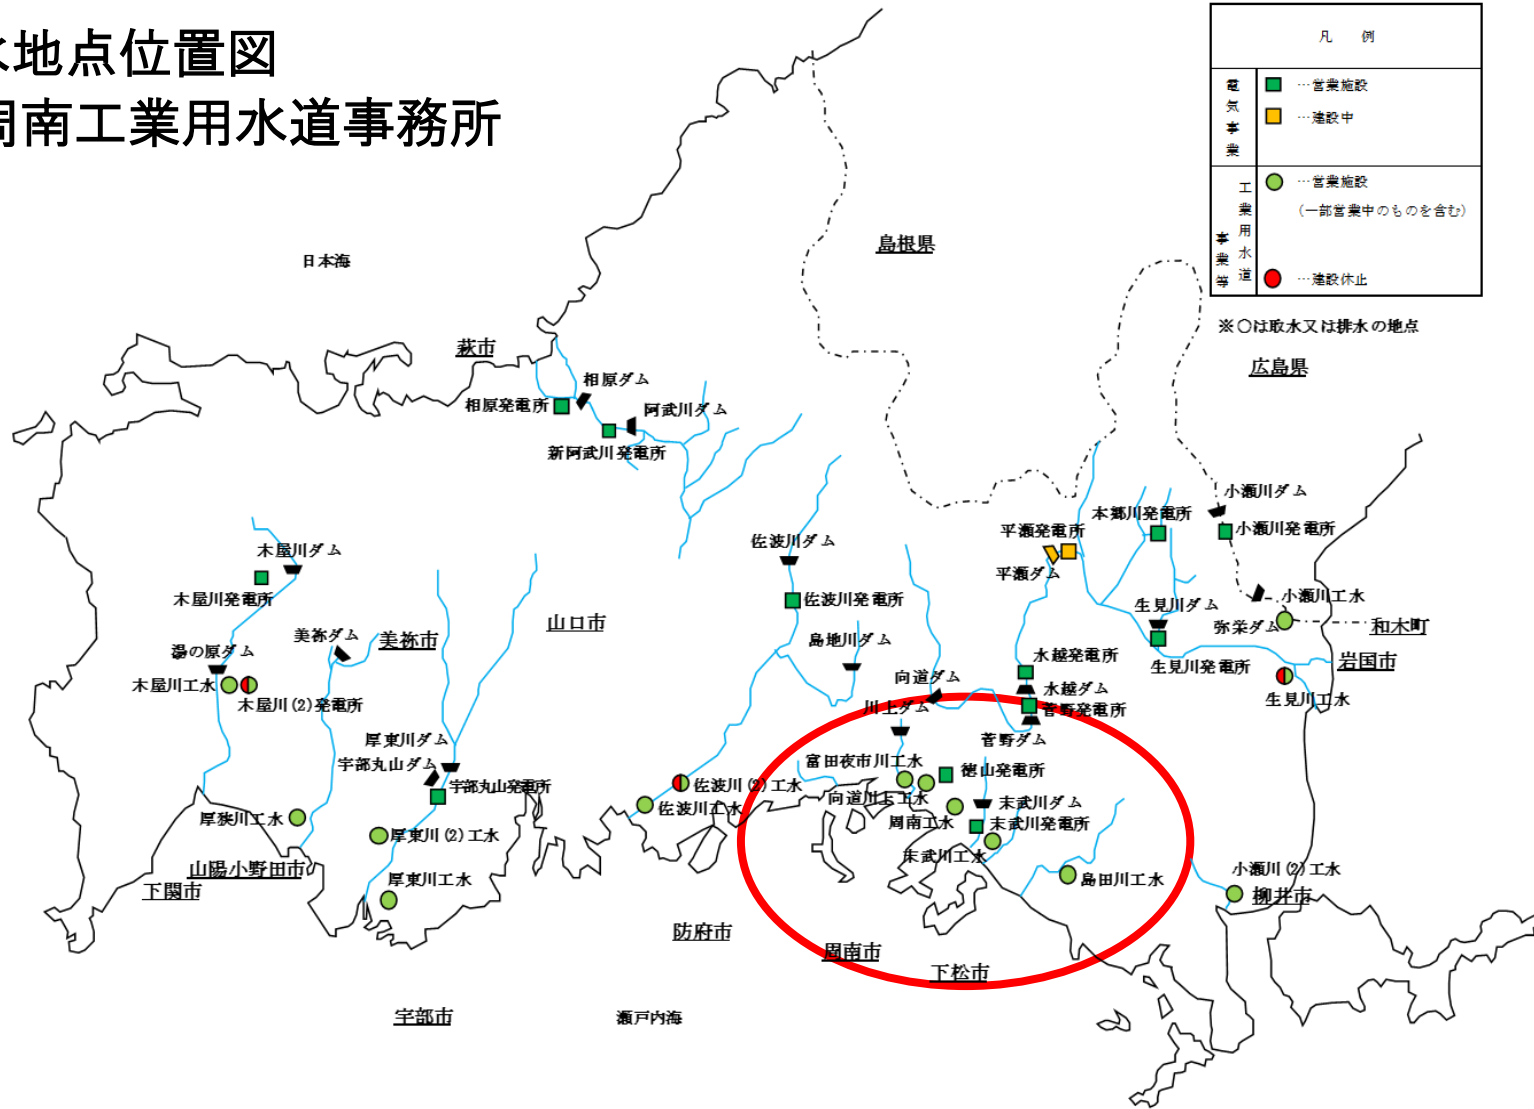 水地点位置図
周南工業用水道事務所
凡 例
電気事業
…営業施設
…建設中
工業用水道
事業等
…営業施設
(一部営業中のものを含む)
…建設休止
※○は取水又は排水の地点
日本海
島根県
広島県
萩市
相原ダム
相原発電所
阿武川ダム
新阿武川発電所
小瀬川ダム
本郷川発電所
小瀬川発電所
平瀬発電所
平瀬ダム
佐波川ダム
木屋川ダム
木屋川発電所
佐波川発電所
小瀬川工水
生見川ダム
弥栄ダム
和木町
山口市
美祢ダム
美祢市
島地川ダム
湯の原ダム
水越発電所
生見川発電所
岩国市
木屋川工水
木屋川(2)発電所
向道ダム
水越ダム
生見川工水
川上ダム
菅野発電所
厚東川ダム
菅野ダム
宇部丸山ダム
富田夜市川工水
徳山発電所
宇部丸山発電所
佐波川(2)工水
向道川上工水
佐波川工水
末武川ダム
厚狭川工水
周南工水
末武川発電所
厚東川(2)工水
末武川工水
山陽小野田市
下関市
厚東川工水
島田川工水
小瀬川(2)工水
柳井市
防府市
周南市
下松市
宇部市
瀬戸内海